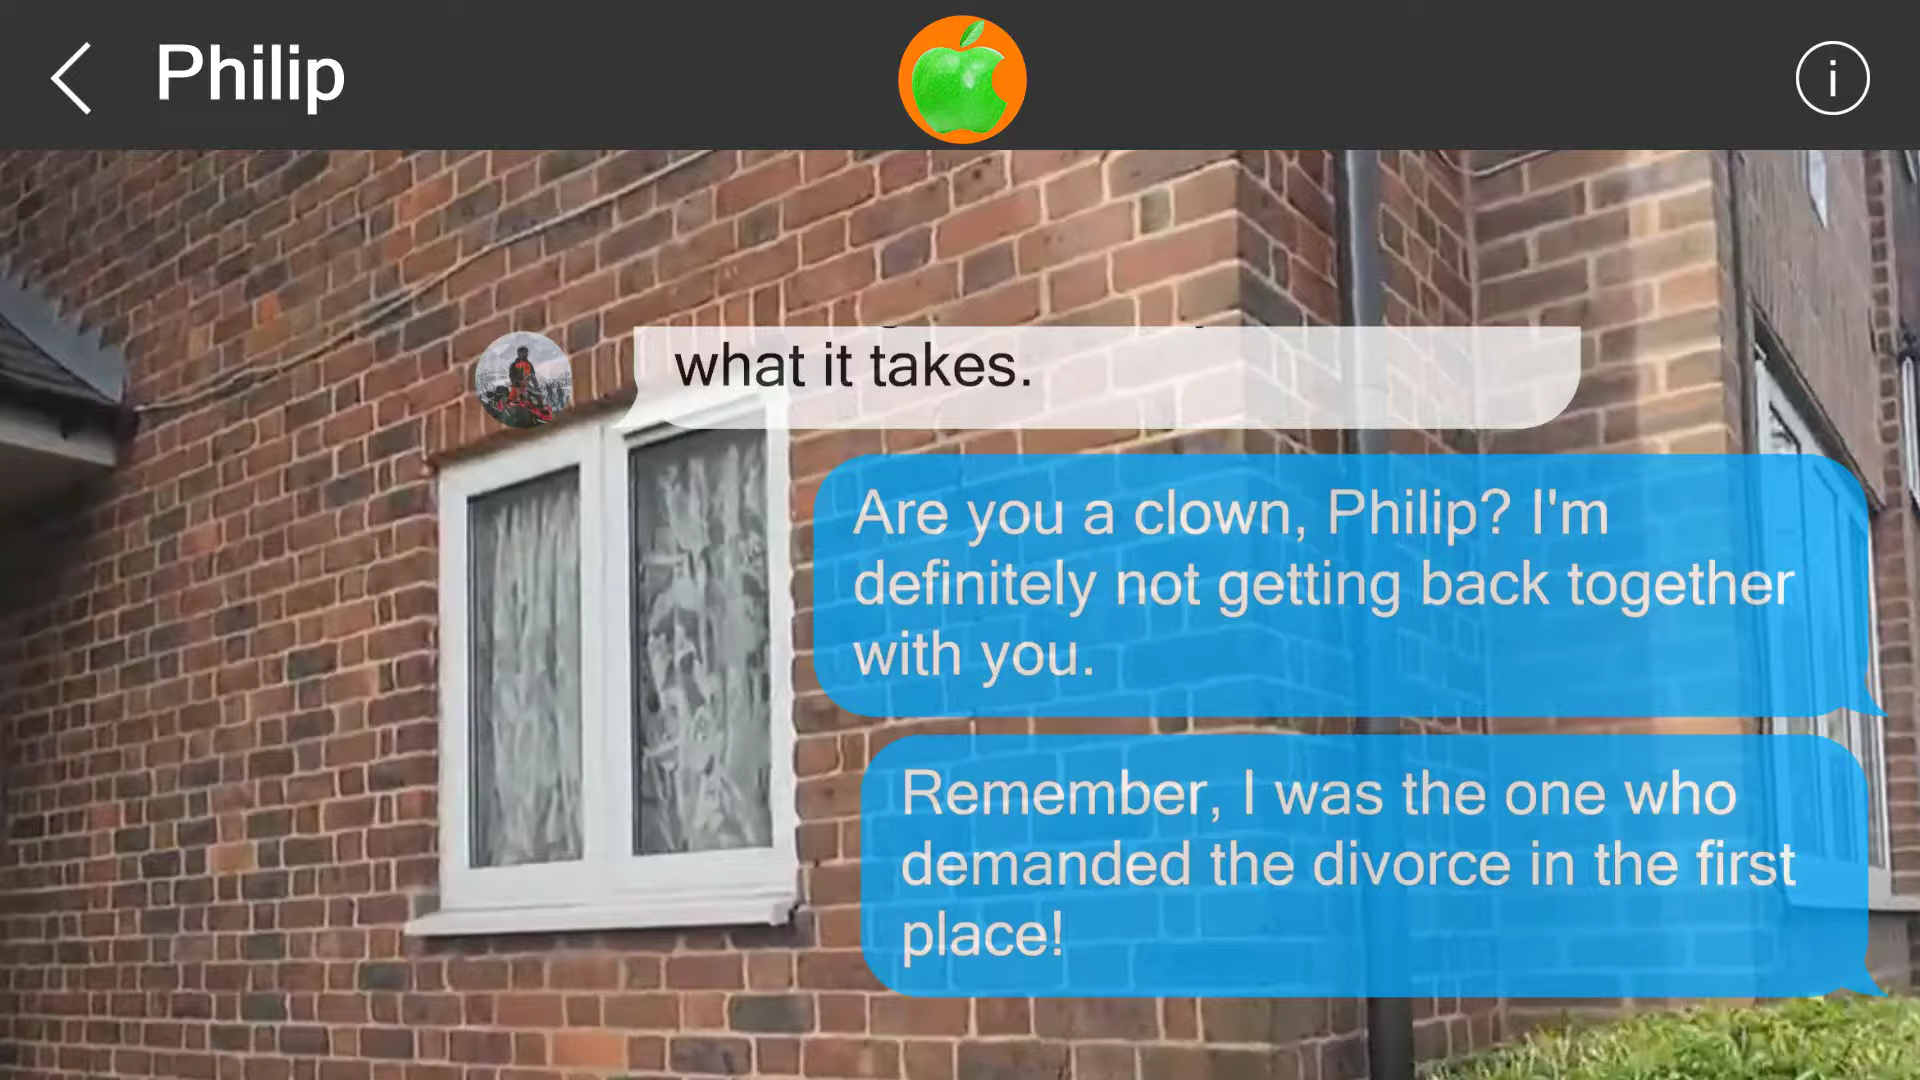 Philip
what it takes.
Are you a clown, Philip? I'm
definitely not getting back together
with you.
Remember, I was the one who
demanded the divorce in the first
place!